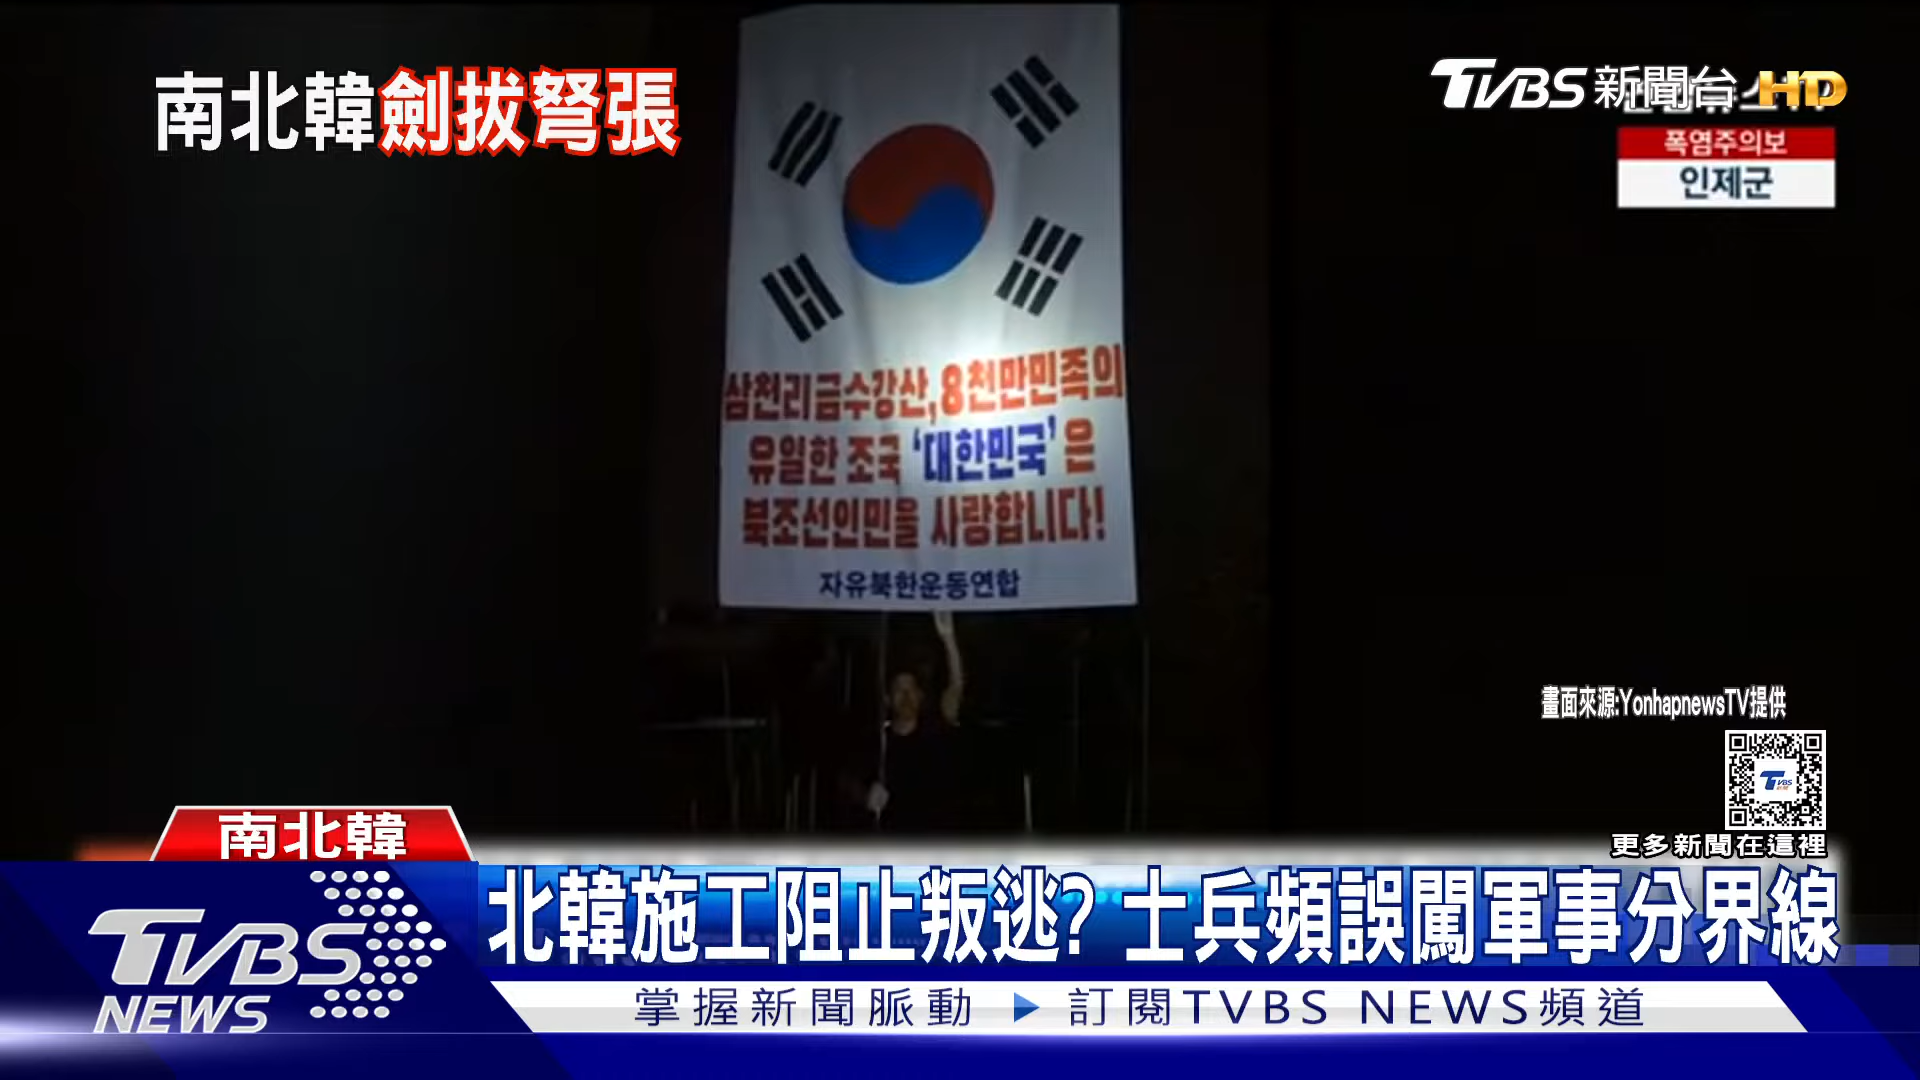 南北韓劍拔弩張
TVBS新聞台 HD
폭염주의보
인제군
삼천리금수강산, 8천만민족의
유일한 조국 ‘대한민국’은
북조선인민을 사랑합니다!
자유북한운동연합
畫面來源:YonhapnewsTV提供
TVBS
更多新聞在這裡
南北韓
北韓施工阻止叛逃? 士兵頻誤闖軍事分界線
TVBS
NEWS
掌握新聞脈動 ▶ 訂閱TVBS NEWS頻道